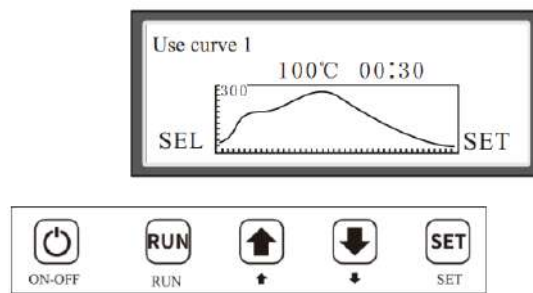 Use curve 1
100℃ 00:30
300
SEL SET
RUN SET
ON-OFF RUN SET